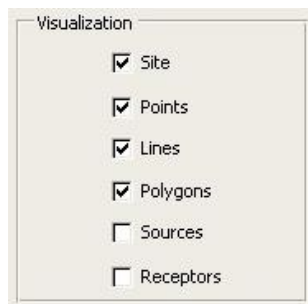 Visualization
Site
Points
Lines
Polygons
Sources
Receptors